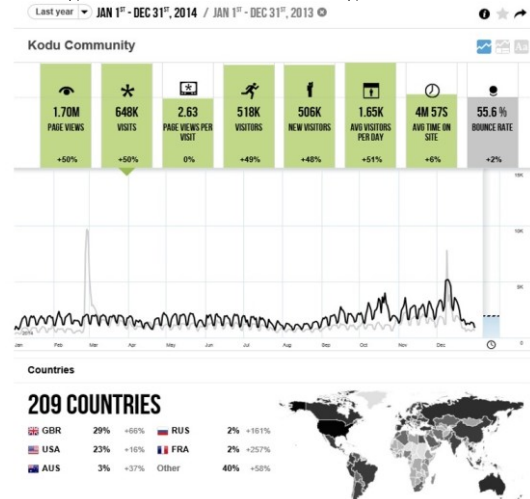 Last year JAN 1ST - DEC 31ST, 2014 / JAN 1ST - DEC 31ST, 2013
Kodu Community
Aa
1.70M 648K 2.63 518K 506K 1.65K 4M 57S 55.6 %
PAGE VIEWS VISITS PAGE VIEWS PER VISIT VISITORS NEW VISITORS AVG VISITORS PER DAY AVG TIME ON SITE BOUNCE RATE
+50% +50% 0% +49% +48% +51% +6% +2%
15K
10K
5K
Jan Feb Mar Apr May Jun Jul Aug Sep Oct Nov Dec 0
Countries
209 COUNTRIES
GBR 29% +66% RUS 2% +161%
USA 23% +16% FRA 2% +257%
AUS 3% +37% Other 40% +58%